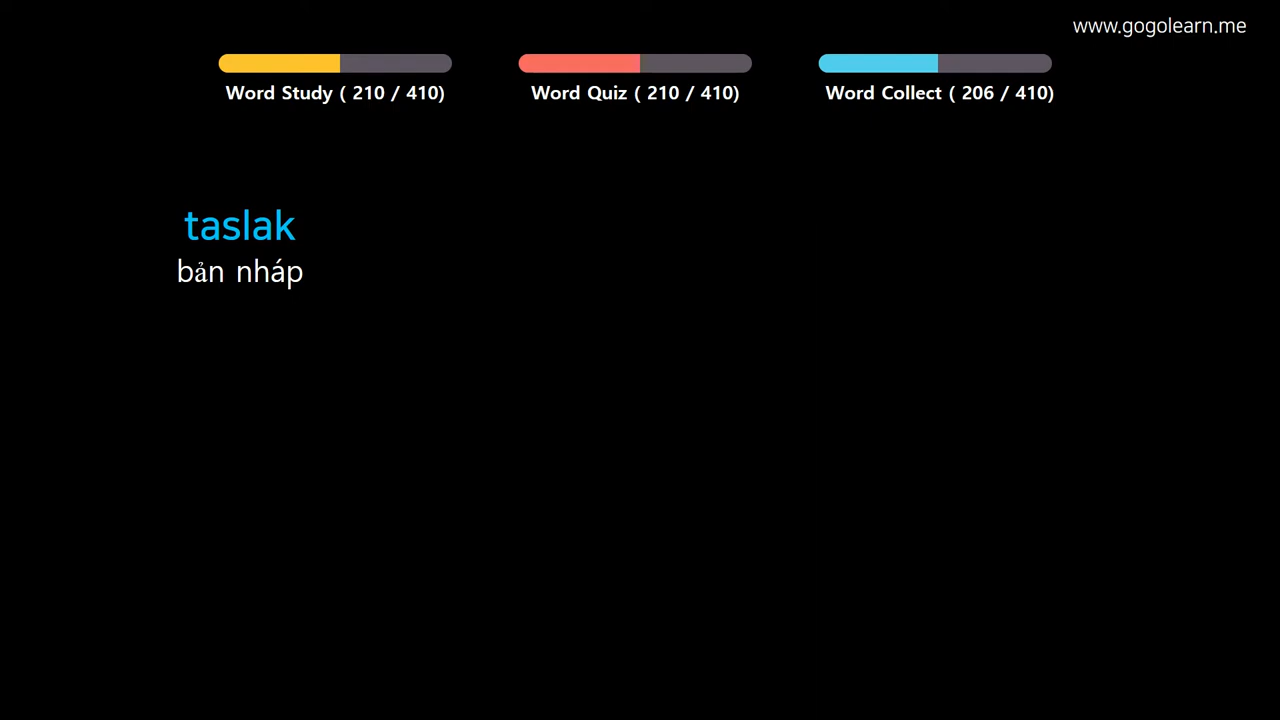 www.gogolearn.me
Word Study ( 210 / 410)
Word Quiz ( 210 / 410)
Word Collect ( 206 / 410)
taslak
bản nháp